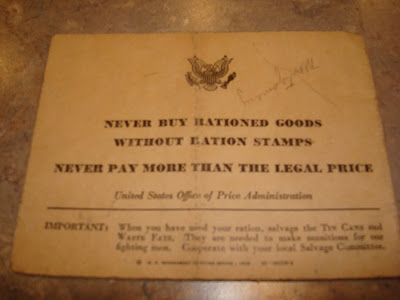 NEVER BUY RATIONED GOODS
WITHOUT RATION STAMPS
NEVER PAY MORE THAN THE LEGAL PRICE
United States Office of Price Administration
IMPORTANT: When you have used your ration, salvage the TIN CANS and
WASTE FATS. They are needed to make munitions for our
fighting men. Cooperate with your local Salvage Committee.